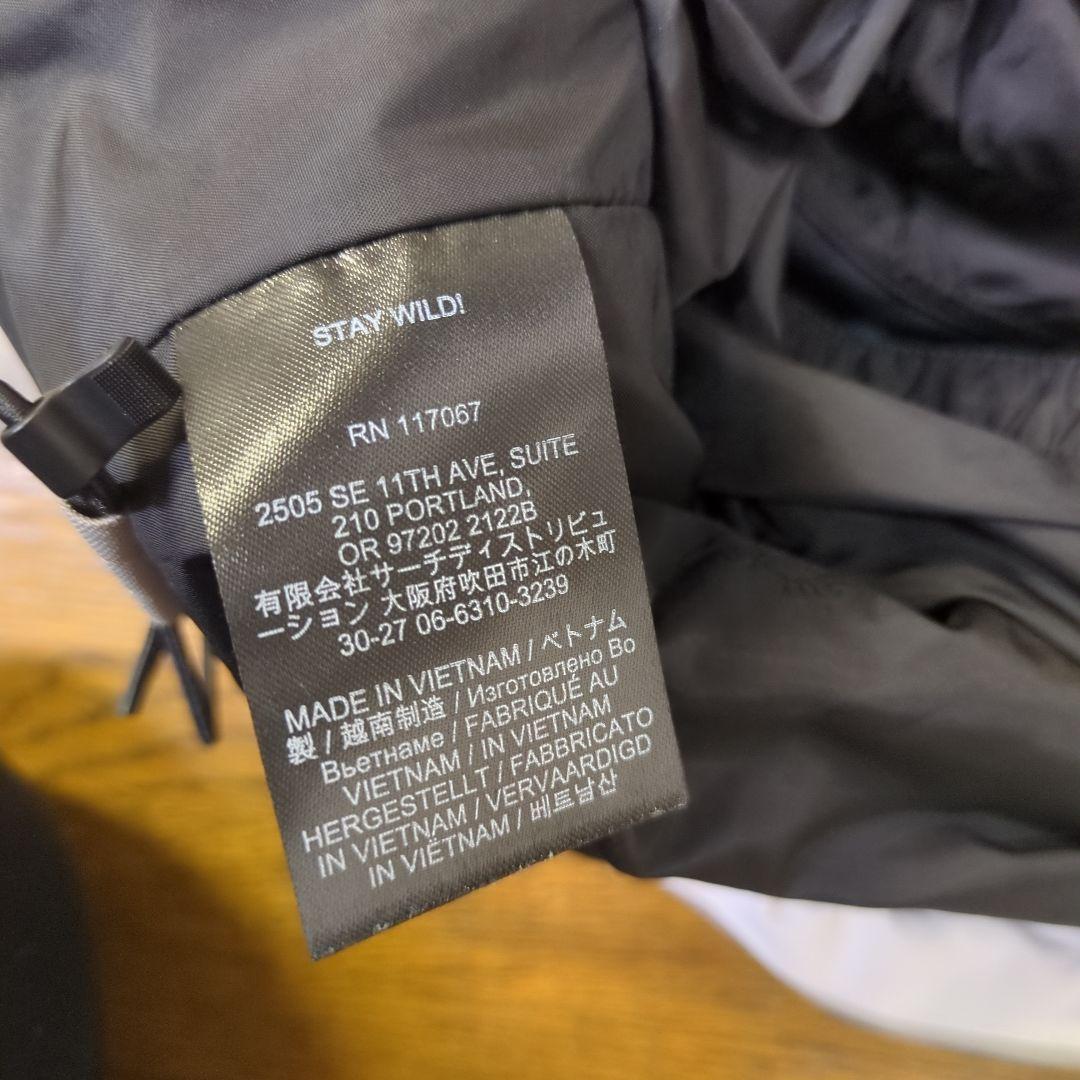 STAY WILD!
RN 117067
2505 SE 11TH AVE, SUITE
210 PORTLAND,
OR 97202 2122B
有限会社サーチディストリビュ
ーション 大阪府吹田市江の木町
30-27 06-6310-3239
MADE IN VIETNAM / ベトナム
製 / 越南制造 / Изготовлено Во
Вьетнаме / FABRIQUÉ AU
VIETNAM / IN VIETNAM
HERGESTELLT / FABBRICATO
IN VIETNAM / VERVAARDIGD
IN VIËTNAM / 베트남산